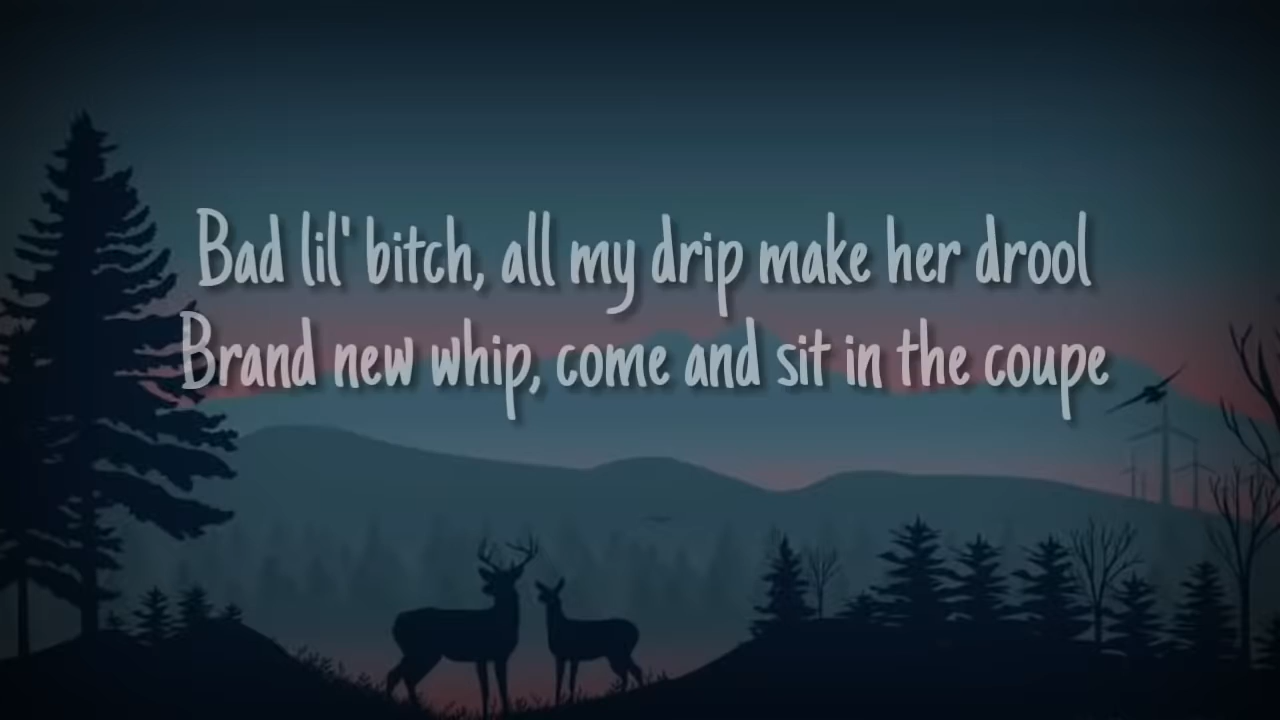 Bad lil' bitch, all my drip make her drool
Brand new whip, come and sit in the coupe